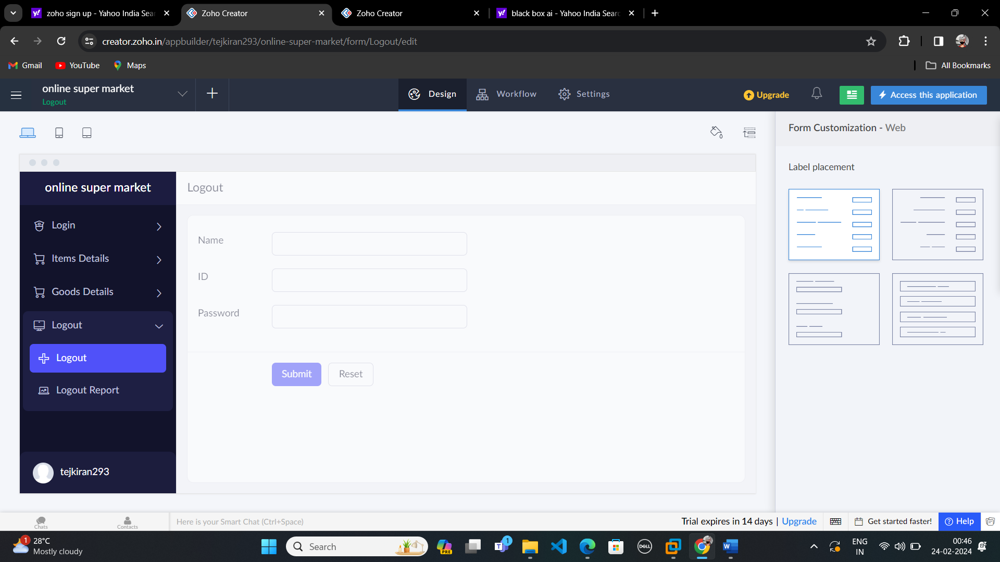 zoho sign up - Yahoo India Sear
Zoho Creator
Zoho Creator
black box ai - Yahoo India Searc
creator.zoho.in/appbuilder/tejkiran293/online-super-market/form/Logout/edit
Gmail
YouTube
Maps
All Bookmarks
online super market
Logout
Design
Workflow
Settings
Upgrade
Access this application
Form Customization - Web
Label placement
online super market
Logout
Login
Items Details
Goods Details
Logout
Logout
Logout Report
tejkiran293
Name
ID
Password
Submit
Reset
Chats
Contacts
Here is your Smart Chat (Ctrl+Space)
Trial expires in 14 days | Upgrade
Get started faster!
Help
1
28°C
Mostly cloudy
Search
PRE
T
1
DELL
W
ENG
IN
00:46
24-02-2024